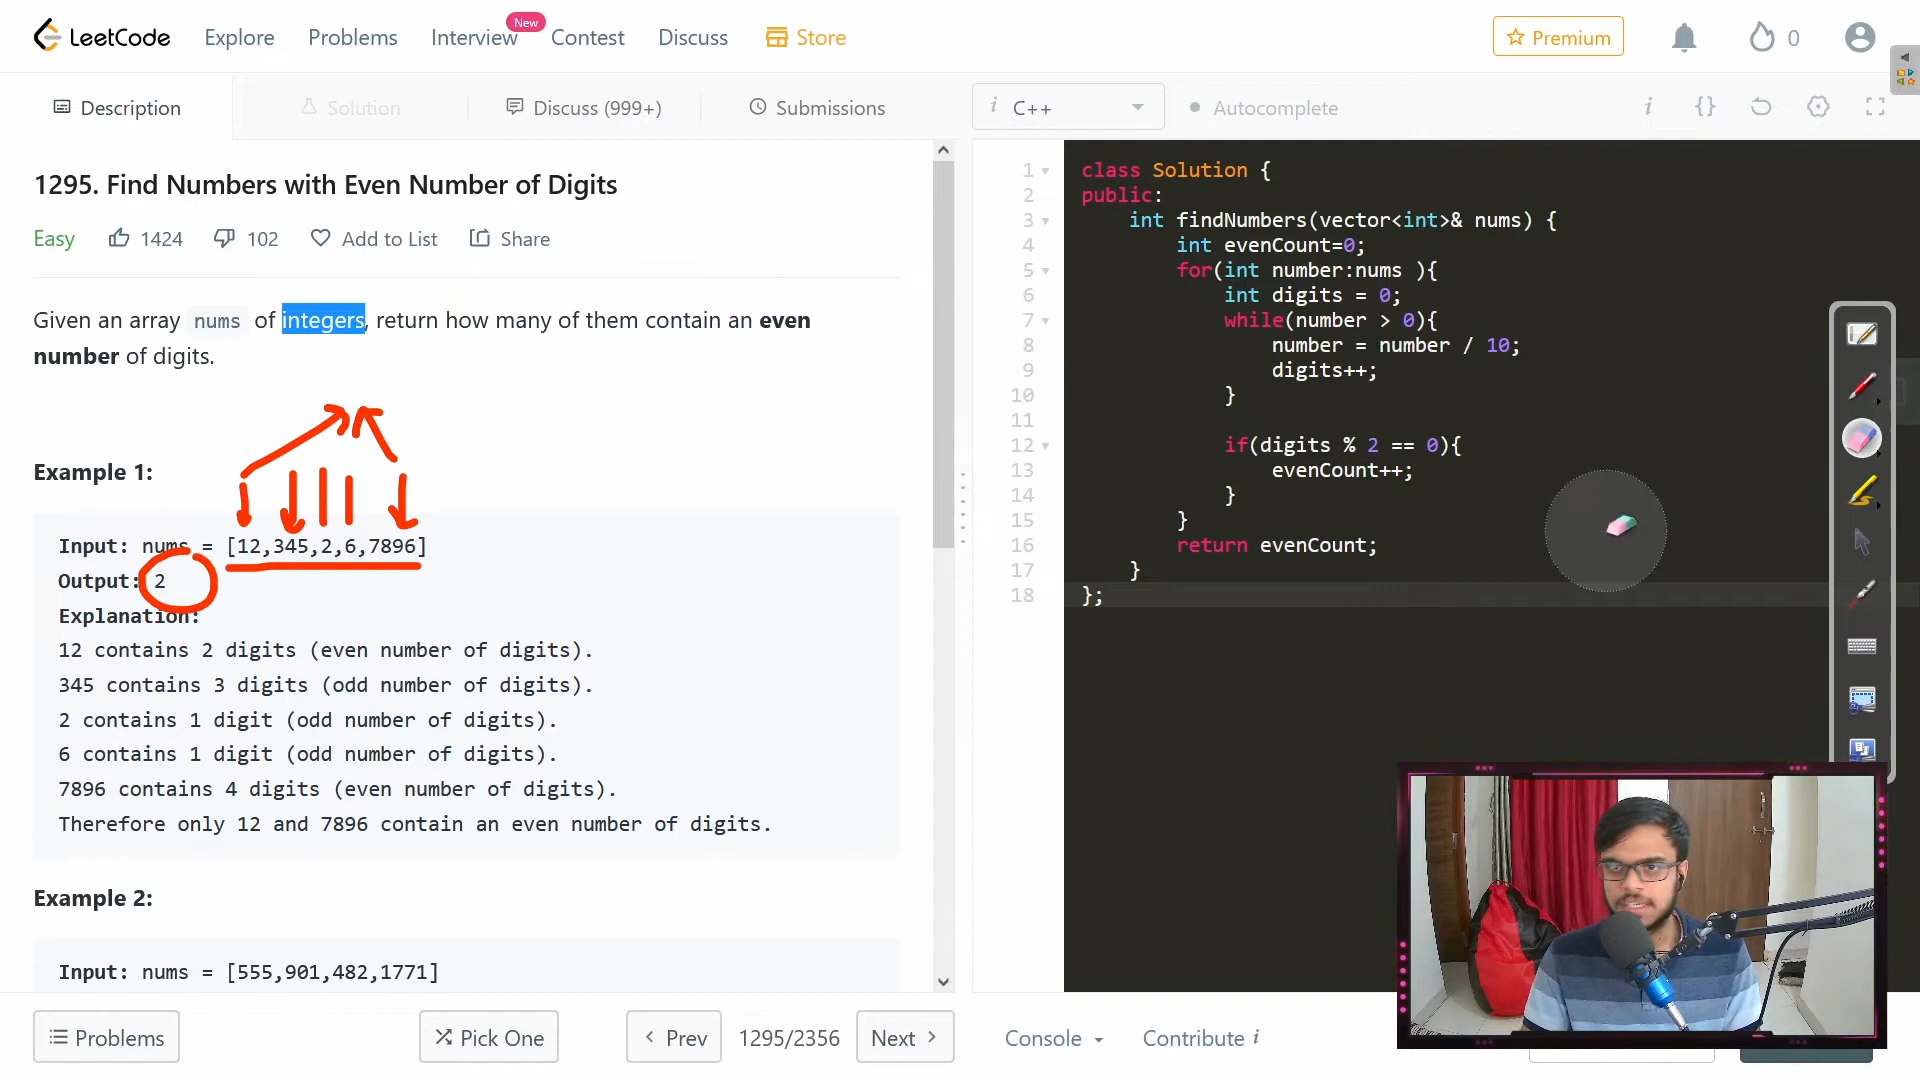 LeetCode Explore Problems Interview New Contest Discuss Store Premium 0
Description Solution Discuss (999+) Submissions
i C++ Autocomplete i {}
1295. Find Numbers with Even Number of Digits
Easy 1424 102 Add to List Share
Given an array nums of integers, return how many of them contain an even
number of digits.
Example 1:
Input: nums = [12,345,2,6,7896]
Output: 2
Explanation:
12 contains 2 digits (even number of digits).
345 contains 3 digits (odd number of digits).
2 contains 1 digit (odd number of digits).
6 contains 1 digit (odd number of digits).
7896 contains 4 digits (even number of digits).
Therefore only 12 and 7896 contain an even number of digits.
Example 2:
Input: nums = [555,901,482,1771]
1 class Solution {
2 public:
3 int findNumbers(vector<int>& nums) {
4 int evenCount=0;
5 for(int number:nums ){
6 int digits = 0;
7 while(number > 0){
8 number = number / 10;
9 digits++;
10 }
11
12 if(digits % 2 == 0){
13 evenCount++;
14 }
15 }
16 return evenCount;
17 }
18 };
Problems Pick One Prev 1295/2356 Next Console Contribute i